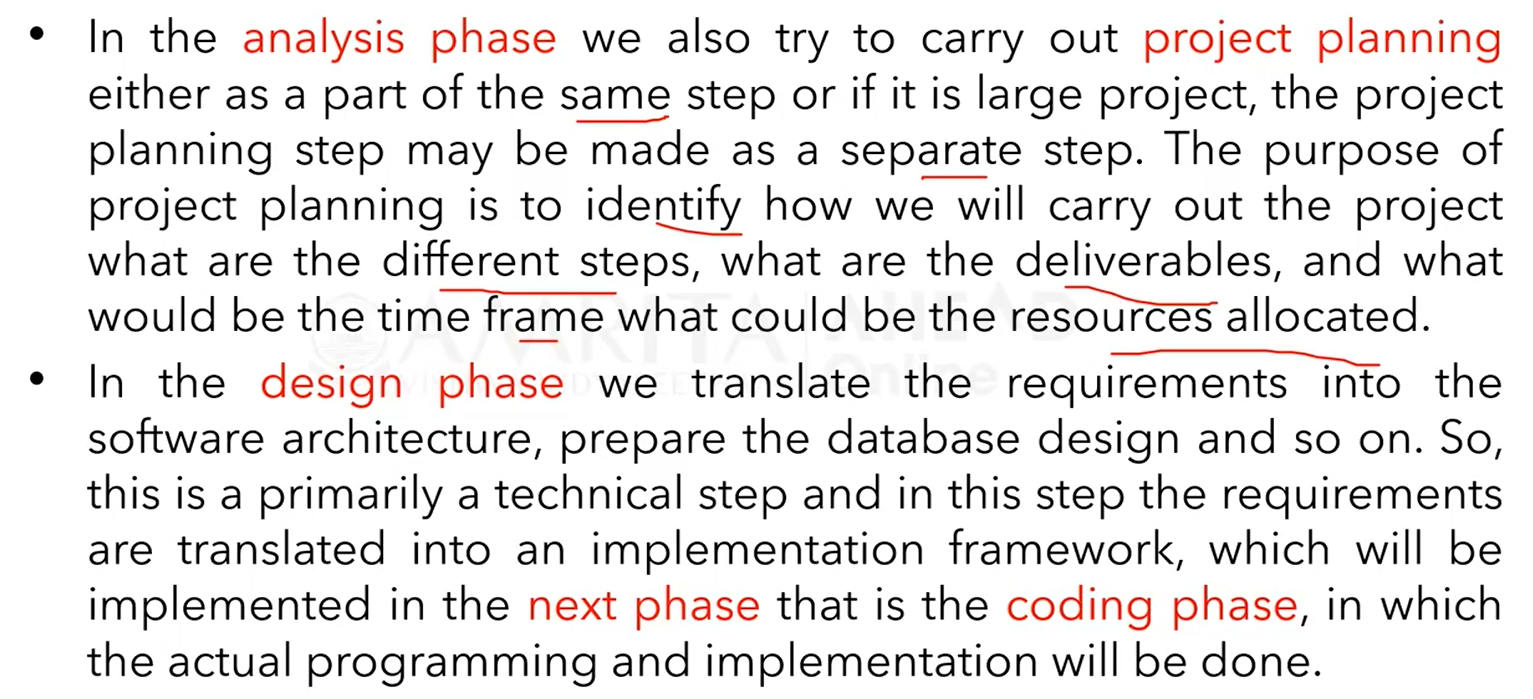 • In the analysis phase we also try to carry out project planning
either as a part of the same step or if it is large project, the project
planning step may be made as a separate step. The purpose of
project planning is to identify how we will carry out the project
what are the different steps, what are the deliverables, and what
would be the time frame what could be the resources allocated.
AMRITA | AHEAD
Online
• In the design phase we translate the requirements into the
software architecture, prepare the database design and so on. So,
this is a primarily a technical step and in this step the requirements
are translated into an implementation framework, which will be
implemented in the next phase that is the coding phase, in which
the actual programming and implementation will be done.